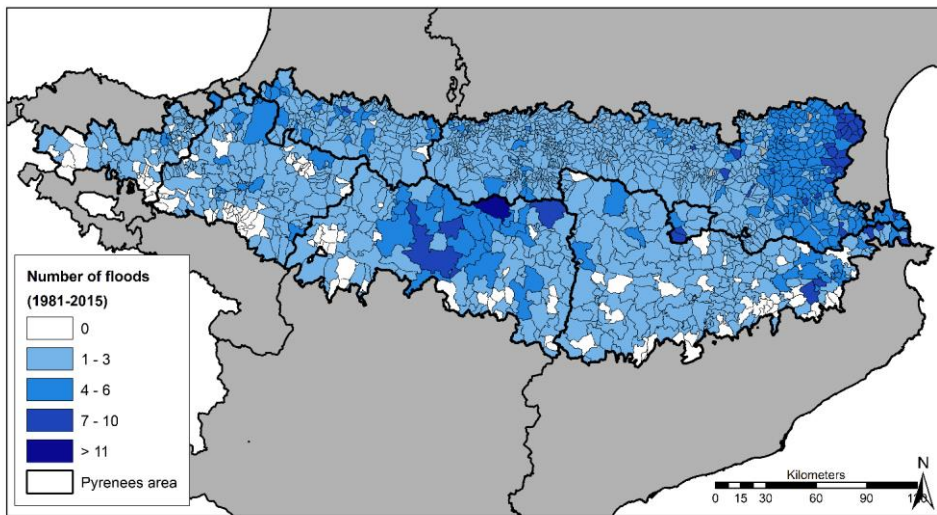 Number of floods
(1981-2015)
0
1 - 3
4 - 6
7 - 10
> 11
Pyrenees area
N
Kilometers
0 15 30 60 90